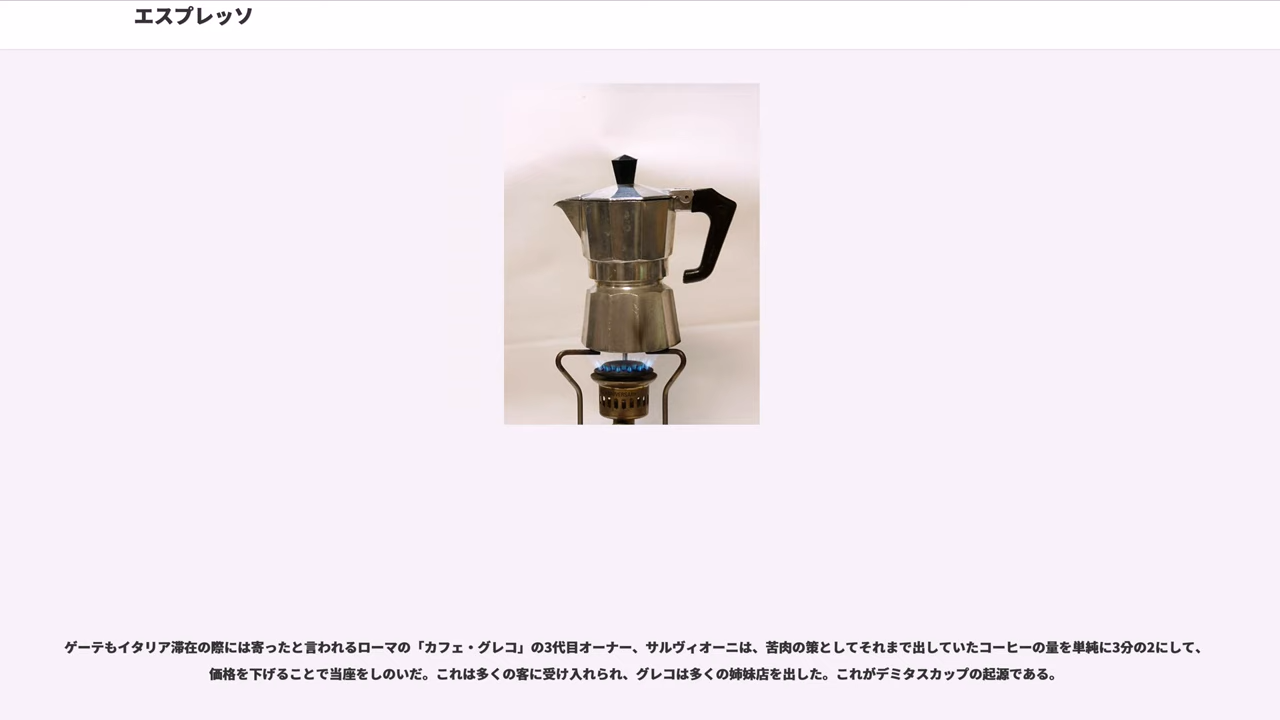 エスプレッソ
ゲーテもイタリア滞在の際には寄ったと言われるローマの「カフェ・グレコ」の3代目オーナー、サルヴィオーニは、苦肉の策としてそれまで出していたコーヒーの量を単純に3分の2にして、
価格を下げることで当座をしのいだ。これは多くの客に受け入れられ、グレコは多くの姉妹店を出した。これがデミタスカップの起源である。